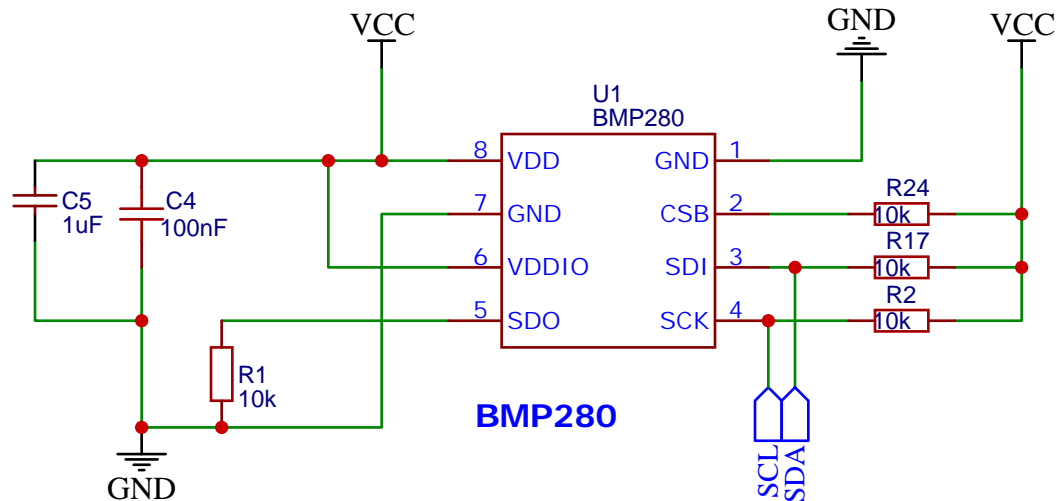 VCC
GND
VCC
U1
BMP280
8 VDD
GND 1
C5
1uF
C4
100nF
7 GND
CSB 2
R24
10k
6 VDDIO
SDI 3
R17
10k
5 SDO
SCK 4
R2
10k
R1
10k
BMP280
SCL
SDA
GND